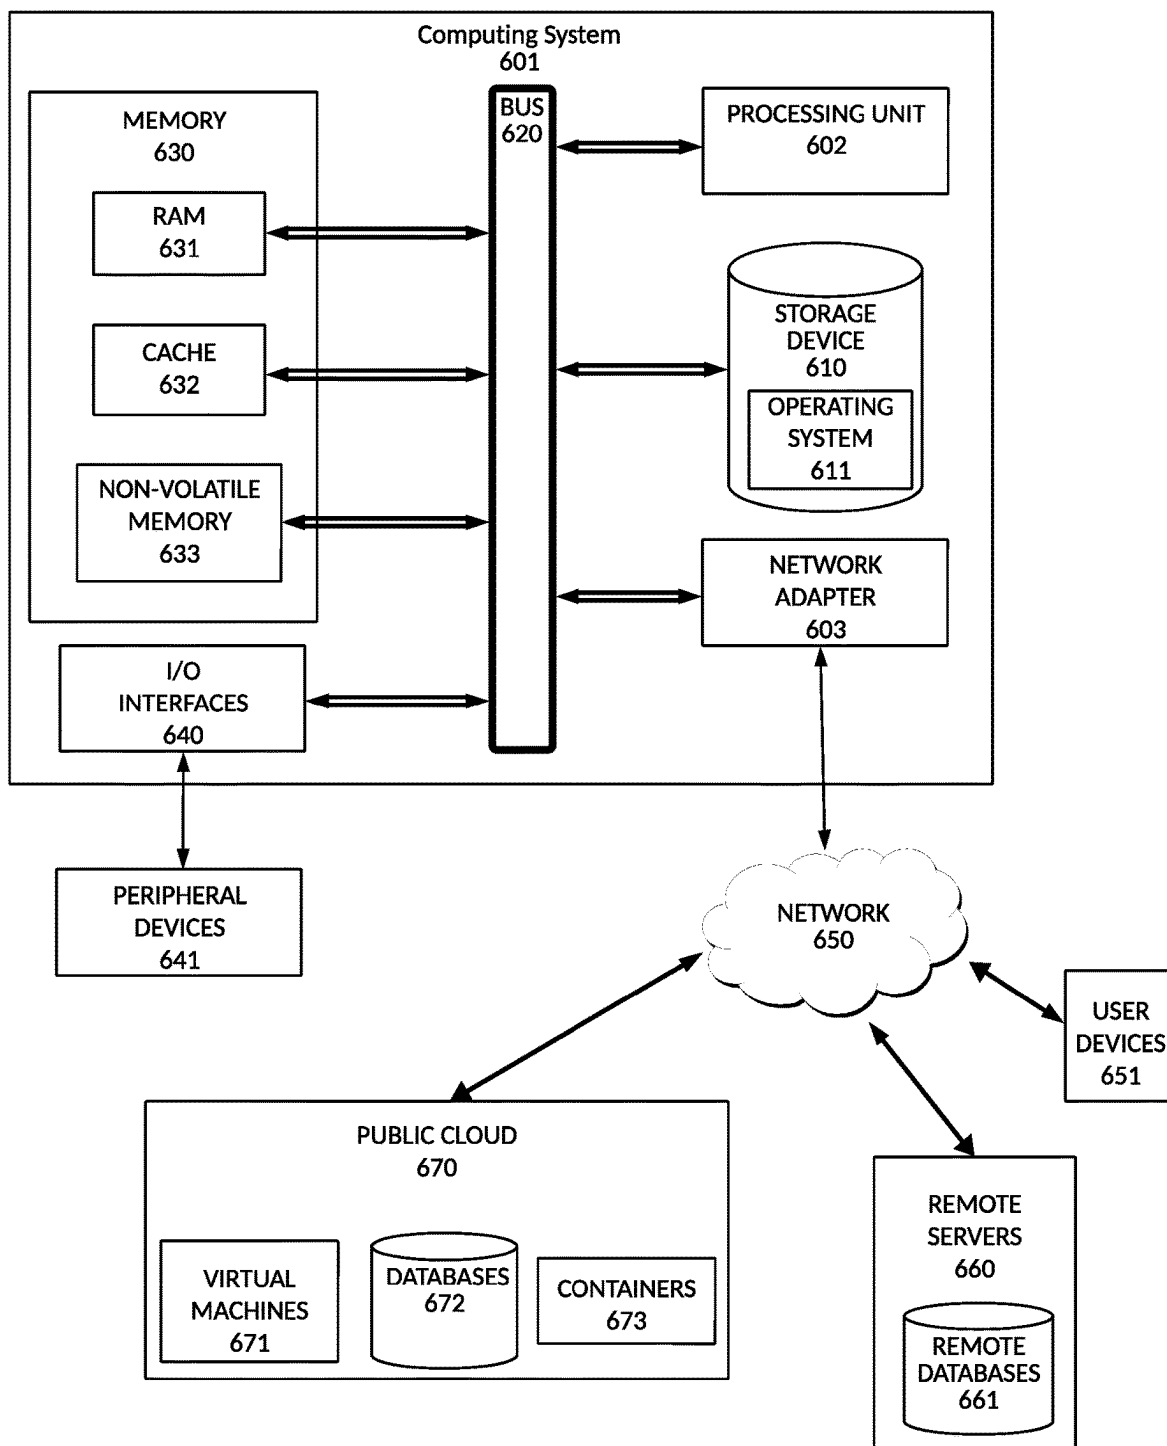 Computing System
601
MEMORY
630
RAM
631
CACHE
632
NON-VOLATILE
MEMORY
633
I/O
INTERFACES
640
BUS
620
PROCESSING UNIT
602
STORAGE
DEVICE
610
OPERATING
SYSTEM
611
NETWORK
ADAPTER
603
PERIPHERAL
DEVICES
641
NETWORK
650
USER
DEVICES
651
PUBLIC CLOUD
670
VIRTUAL
MACHINES
671
DATABASES
672
CONTAINERS
673
REMOTE
SERVERS
660
REMOTE
DATABASES
661